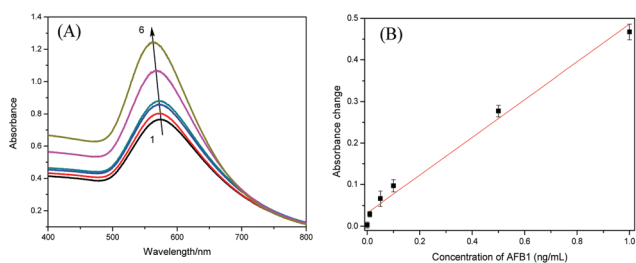 (A)
6
1
Absorbance
1.4
1.2
1.0
0.8
0.6
0.4
0.2
400 500 600 700 800
Wavelength/nm
(B)
Absorbance change
0.5
0.4
0.3
0.2
0.1
0.0
0.0 0.2 0.4 0.6 0.8 1.0
Concentration of AFB1 (ng/mL)